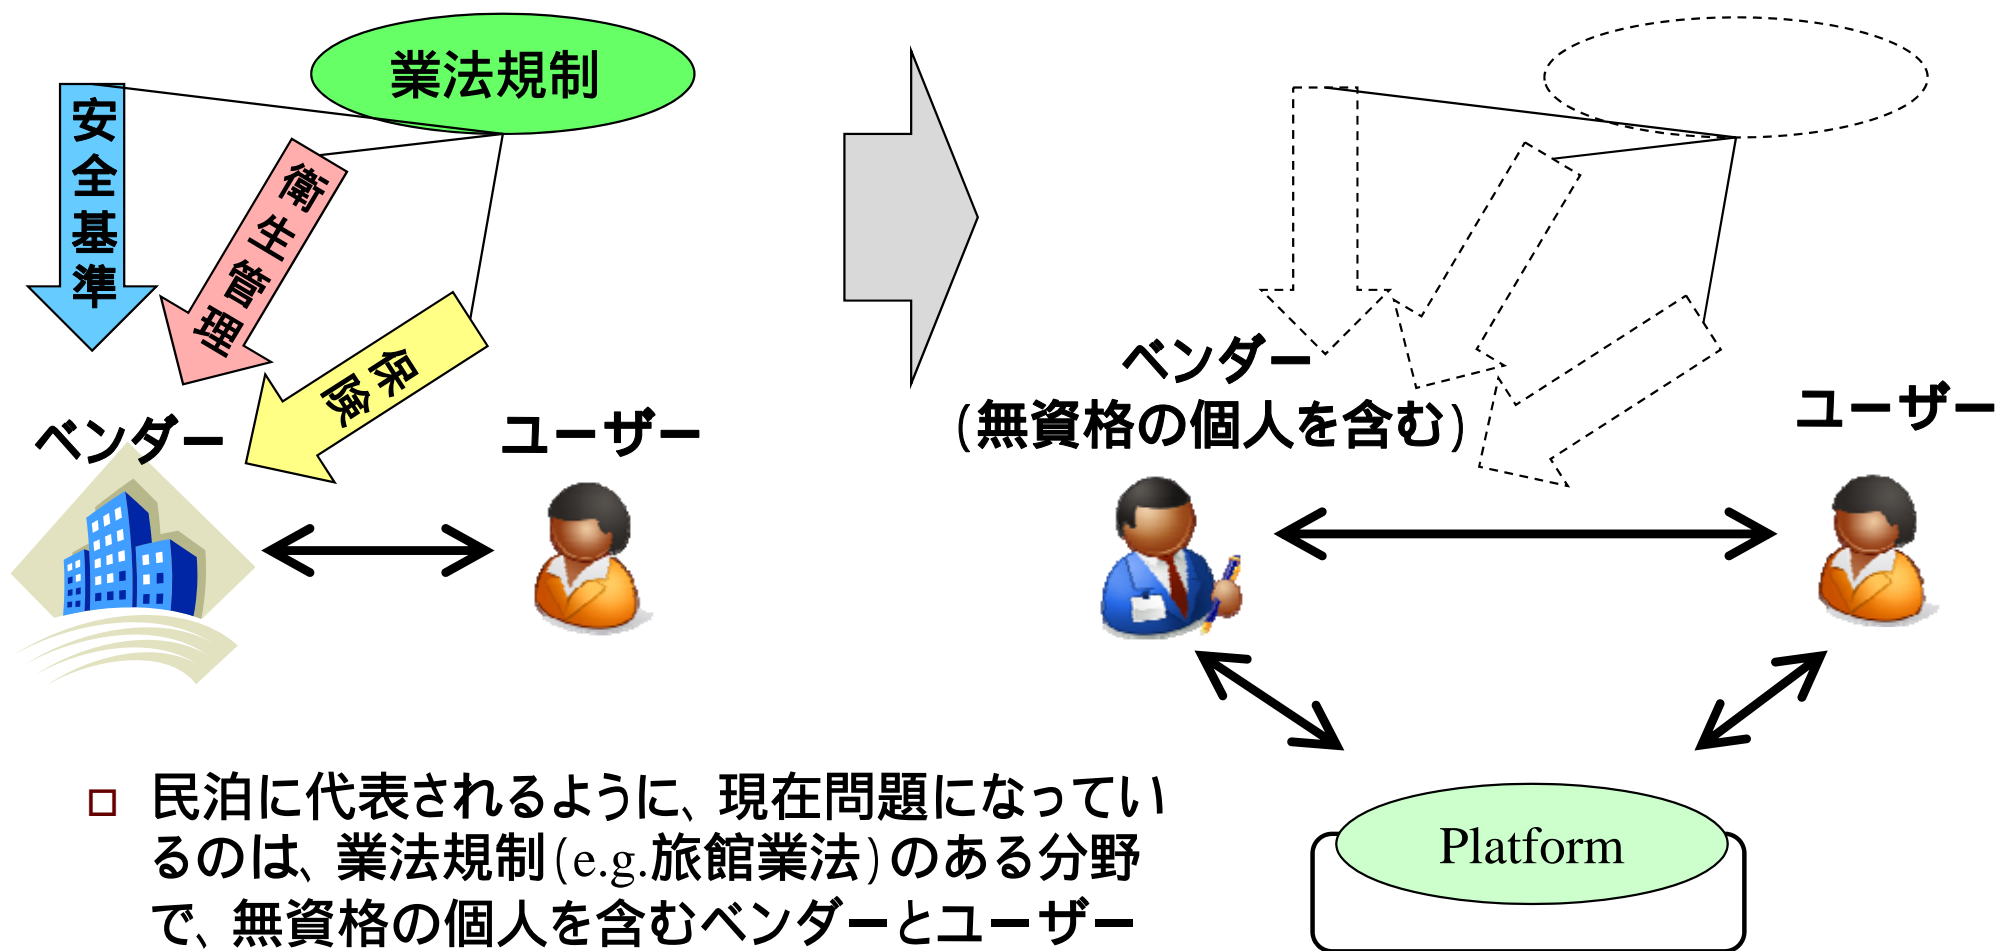 業法規制
安全基準
衛生管理
保険
ベンダー
ユーザー
ベンダー
(無資格の個人を含む)
ユーザー
Platform
民泊に代表されるように、現在問題になってい
るのは、業法規制(e.g.旅館業法)のある分野
で、無資格の個人を含むベンダーとユーザー